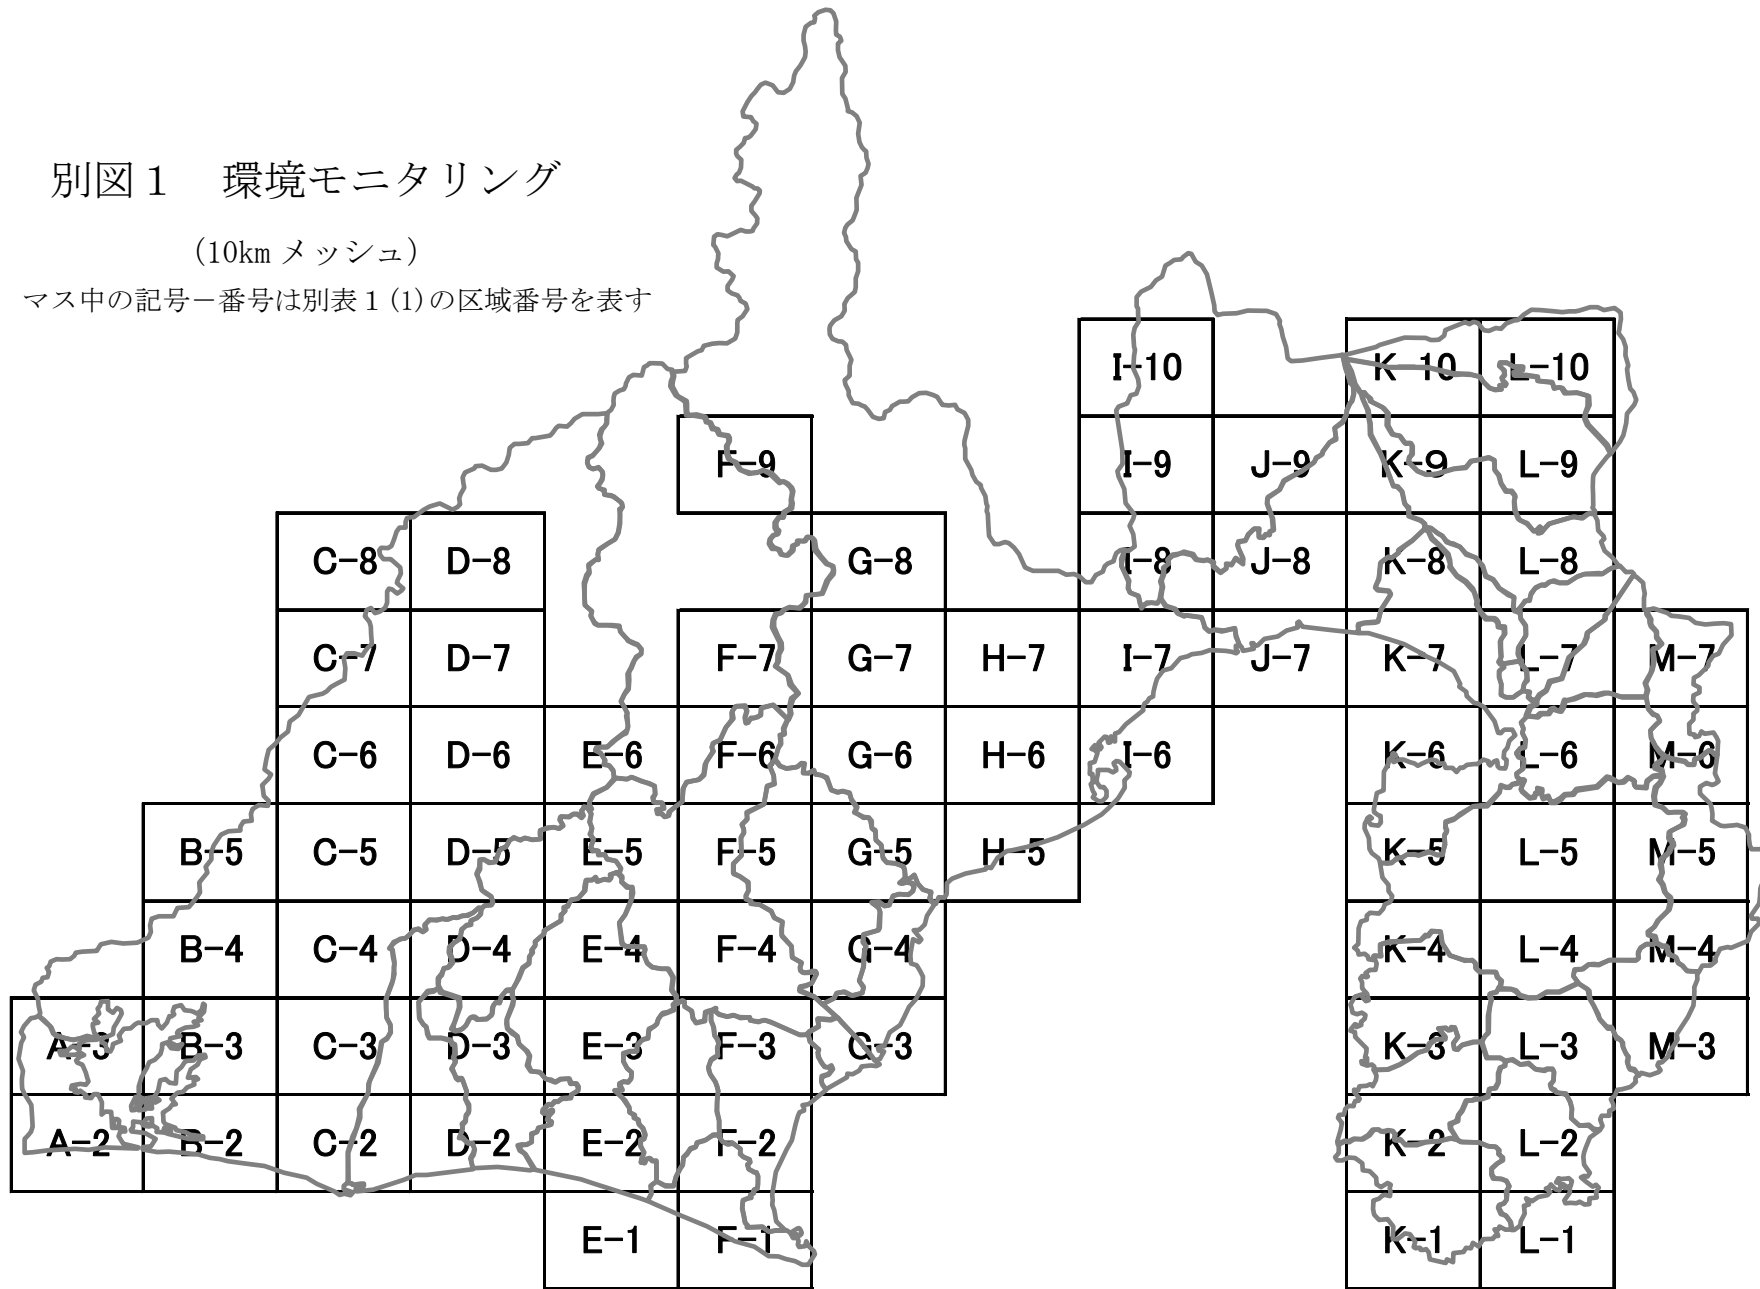 別図1 環境モニタリング
(10kmメッシュ)
マス中の記号-番号は別表1(1)の区域番号を表す
I-10 K-10 L-10
F-9 I-9 J-9 K-9 L-9
C-8 D-8 G-8 I-8 J-8 K-8 L-8
C-7 D-7 F-7 G-7 H-7 I-7 J-7 K-7 L-7 M-7
C-6 D-6 E-6 F-6 G-6 H-6 I-6 K-6 L-6 M-6
B-5 C-5 D-5 E-5 F-5 G-5 H-5 K-5 L-5 M-5
B-4 C-4 D-4 E-4 F-4 G-4 K-4 L-4 M-4
A-3 B-3 C-3 D-3 E-3 F-3 G-3 K-3 L-3 M-3
A-2 B-2 C-2 D-2 E-2 F-2 K-2 L-2
E-1 F-1 K-1 L-1